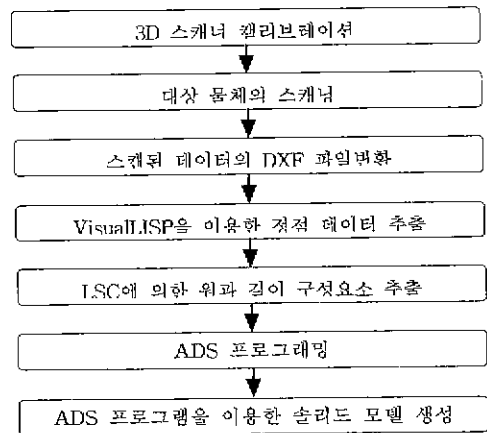 3D 스캐너 캘리브레이션
대상 물체의 스캐닝
스캔된 데이터의 DXF 파일변환
VisualLISP을 이용한 정점 데이터 추출
LSC에 의한 원과 길이 구성요소 추출
ADS 프로그래밍
ADS 프로그램을 이용한 솔리드 모델 생성